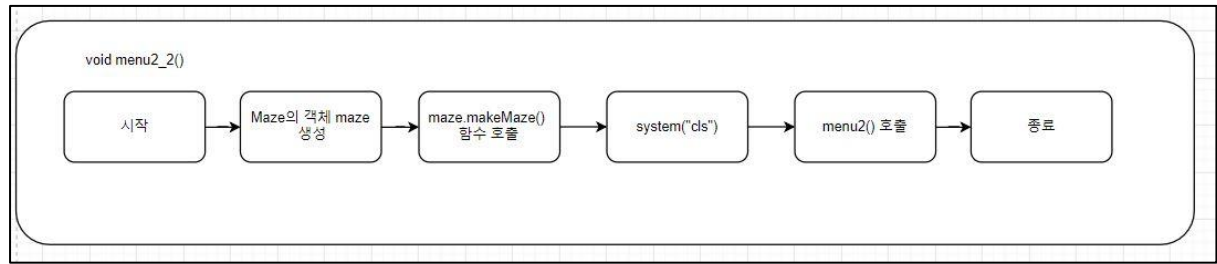 void menu2_2()
시작
Maze의 객체 maze
생성
maze.makeMaze()
함수 호출
system("cls")
menu2() 호출
종료